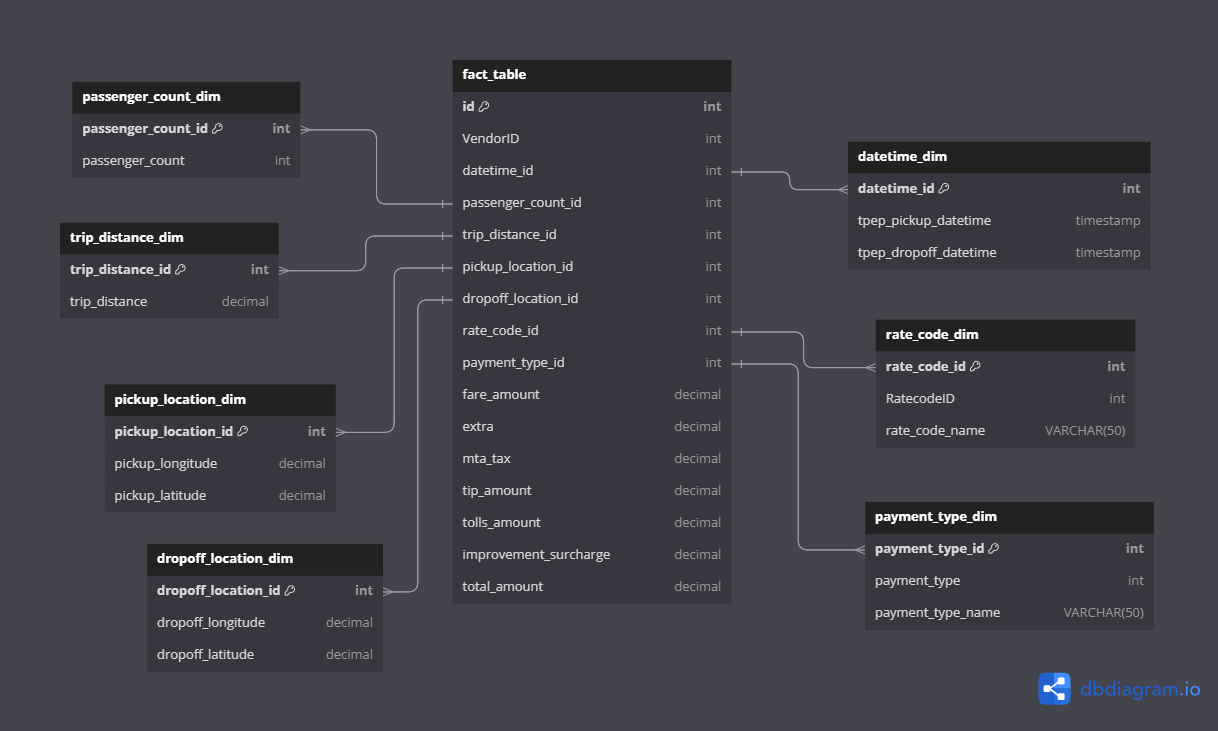 passenger_count_dim
passenger_count_id int
passenger_count int
trip_distance_dim
trip_distance_id int
trip_distance decimal
pickup_location_dim
pickup_location_id int
pickup_longitude decimal
pickup_latitude decimal
dropoff_location_dim
dropoff_location_id int
dropoff_longitude decimal
dropoff_latitude decimal
fact_table
id int
VendorID int
datetime_id int
passenger_count_id int
trip_distance_id int
pickup_location_id int
dropoff_location_id int
rate_code_id int
payment_type_id int
fare_amount decimal
extra decimal
mta_tax decimal
tip_amount decimal
tolls_amount decimal
improvement_surcharge decimal
total_amount decimal
datetime_dim
datetime_id int
tpep_pickup_datetime timestamp
tpep_dropoff_datetime timestamp
rate_code_dim
rate_code_id int
RatecodeID int
rate_code_name VARCHAR(50)
payment_type_dim
payment_type_id int
payment_type int
payment_type_name VARCHAR(50)
dbdiagram.io